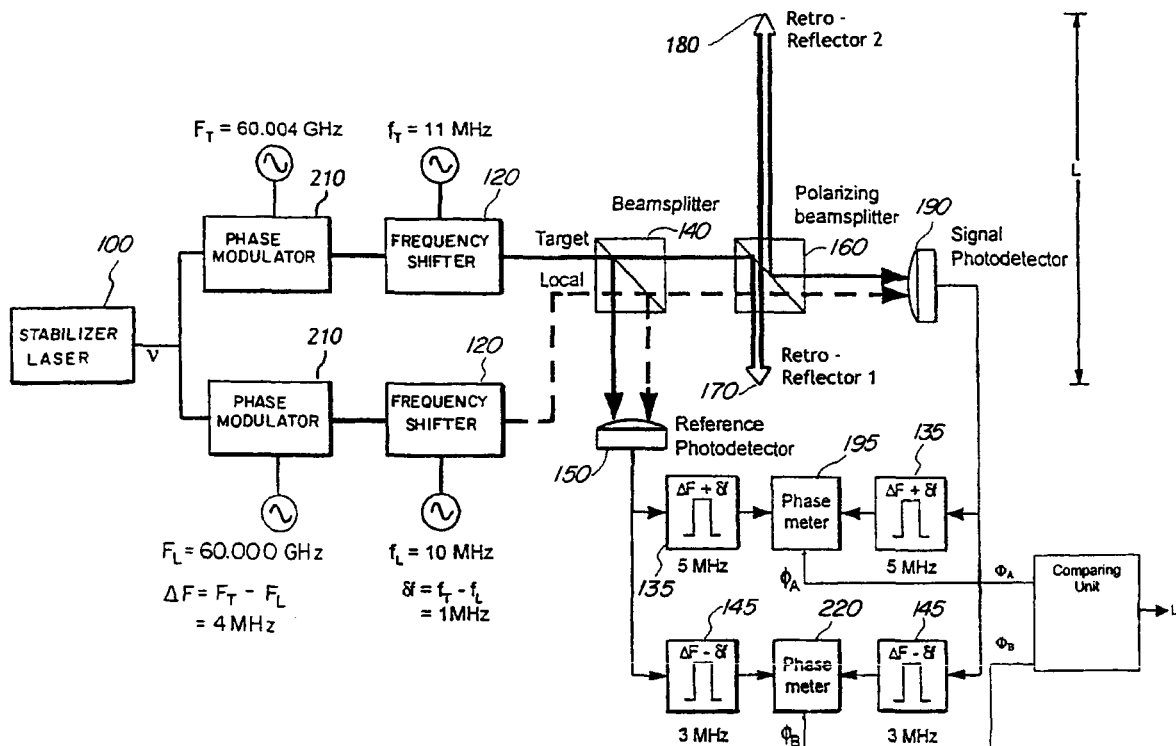 180
Retro -
Reflector 2
L
F_T = 60.004 GHz
f_T = 11 MHz
210
120
PHASE
MODULATOR
FREQUENCY
SHIFTER
Target
Local
Beamsplitter
140
Polarizing
beamsplitter
160
190
Signal
Photodetector
100
STABILIZER
LASER
ν
210
120
PHASE
MODULATOR
FREQUENCY
SHIFTER
170
Retro -
Reflector 1
Reference
Photodetector
150
F_L = 60.000 GHz
ΔF = F_T - F_L
= 4 MHz
f_L = 10 MHz
δf = f_T - f_L
= 1 MHz
195
135
ΔF + δf
Phase
meter
ΔF + δf
5 MHz
135
ϕ_A
5 MHz
Φ_A
Comparing
Unit
L
145
220
145
ΔF - δf
Phase
meter
ΔF - δf
Φ_B
3 MHz
ϕ_B
3 MHz